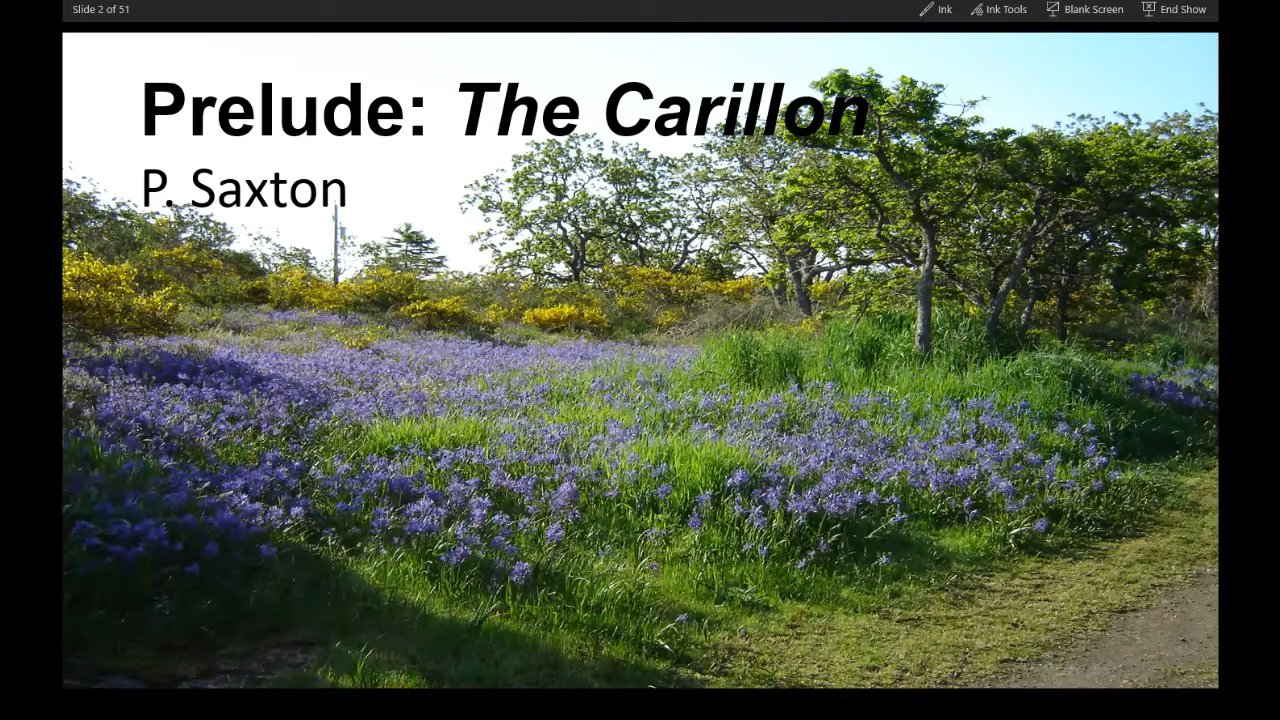 Slide 2 of 51
Ink Ink Tools Blank Screen End Show
Prelude: The Carillon
P. Saxton